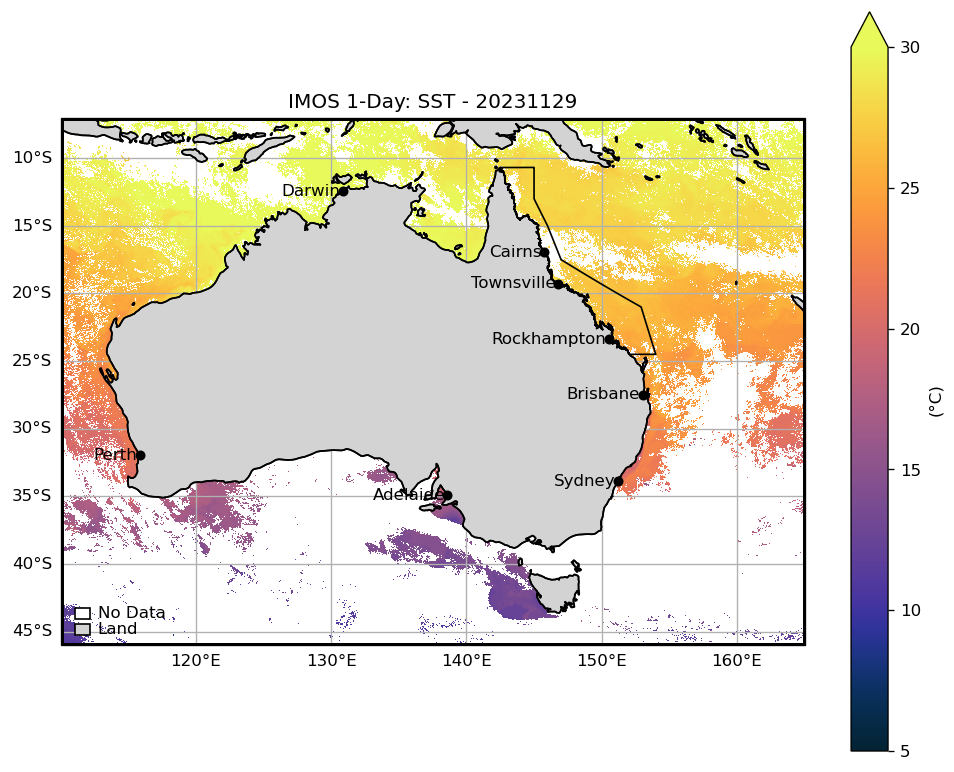 IMOS 1-Day: SST - 20231129
10°S
15°S
20°S
25°S
30°S
35°S
40°S
45°S
Darwin
Cairns
Townsville
Rockhampton
Brisbane
Perth
Sydney
Adelaide
No Data
Land
120°E
130°E
140°E
150°E
160°E
30
25
20
15
10
5
(°C)